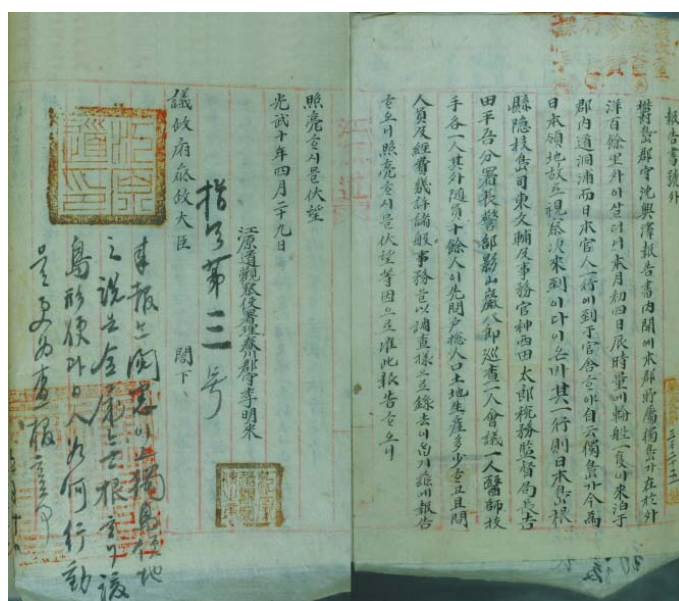 報告書號外
欝島郡守沈興澤報告書內開에本郡所屬獨島가在於外
洋百餘里外이살더니本月初四日辰時量에輪船一隻이來泊于
郡內道洞浦而日本官人一行이到于官舍하야自云獨島가今爲
日本領地故로視察次來到이다이온바其一行則日本島根
縣隱技島司東文輔及事務官神西田太郎稅務監督局長吉
田平吾分署長警部影山巖八郎巡查一人會議一人醫師技
手各一人其外隨員十餘人이先問戶總人口土地生產多少하고且問
人員及經費幾許諸般事務을以調查樣으로錄去이압기玆에報告
하오니照亮하시믈伏望等因으로准此報告하오니
照亮하시믈伏望
光武十年四月二十九日
江原道觀察使署理春川郡守李明來
議政府參政大臣 閣下
指令第三号
來報난閱悉이고獨島領地
之說은全屬無根하나該
島形便과日人如何行動
을更爲查報할事